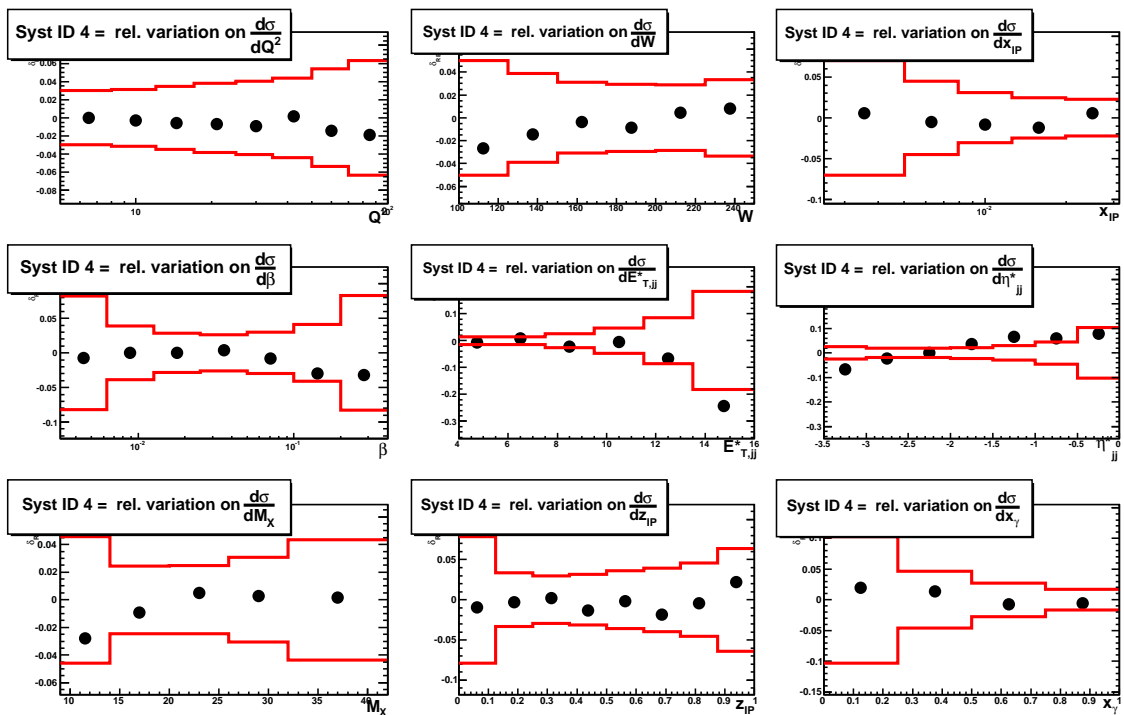 Syst ID 4 = rel. variation on dσ/dQ²
0.06
0.04
0.02
0
-0.02
-0.04
-0.06
-0.08
10
Q²
Syst ID 4 = rel. variation on dσ/dW
0.04
0.02
0
-0.02
-0.04
-0.06
100 120 140 160 180 200 220 240
W
Syst ID 4 = rel. variation on dσ/dx_IP
0.05
0
-0.05
-0.1
10⁻²
x_IP
Syst ID 4 = rel. variation on dσ/dβ
0.05
0
-0.05
-0.1
10⁻² 10⁻¹
β
Syst ID 4 = rel. variation on dσ/dE*_T,jj
0.1
0
-0.1
-0.2
-0.3
4 6 8 10 12 14 16
E*_T,jj
Syst ID 4 = rel. variation on dσ/dη*_jj
0.1
0
-0.1
-0.2
-0.3
-3.5 -3 -2.5 -2 -1.5 -1 -0.5 0
η*_jj
Syst ID 4 = rel. variation on dσ/dM_X
0.04
0.02
0
-0.02
-0.04
-0.06
10 15 20 25 30 35 40
M_X
Syst ID 4 = rel. variation on dσ/dz_IP
0.05
0
-0.05
-0.1
0 0.1 0.2 0.3 0.4 0.5 0.6 0.7 0.8 0.9 1
z_IP
Syst ID 4 = rel. variation on dσ/dx_γ
0.1
0.05
0
-0.05
-0.1
-0.15
0 0.1 0.2 0.3 0.4 0.5 0.6 0.7 0.8 0.9 1
x_γ